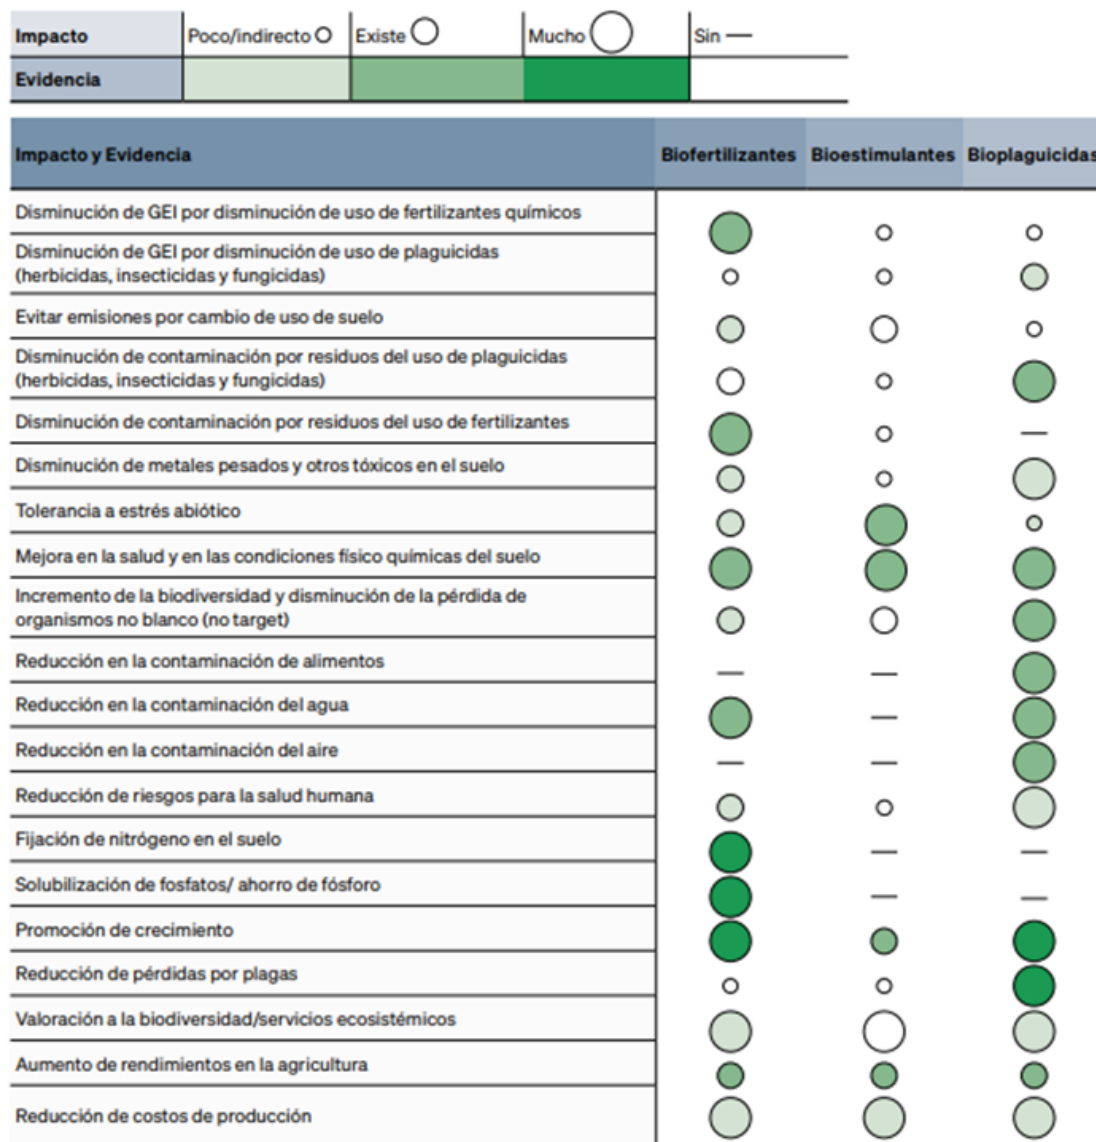 Impacto Poco/indirecto Existe Mucho Sin —
Evidencia
Impacto y Evidencia Biofertilizantes Bioestimulantes Bioplaguicidas
Disminución de GEI por disminución de uso de fertilizantes químicos
Disminución de GEI por disminución de uso de plaguicidas
(herbicidas, insecticidas y fungicidas)
Evitar emisiones por cambio de uso de suelo
Disminución de contaminación por residuos del uso de plaguicidas
(herbicidas, insecticidas y fungicidas)
Disminución de contaminación por residuos del uso de fertilizantes
Disminución de metales pesados y otros tóxicos en el suelo
Tolerancia a estrés abiótico
Mejora en la salud y en las condiciones físico químicas del suelo
Incremento de la biodiversidad y disminución de la pérdida de
organismos no blanco (no target)
Reducción en la contaminación de alimentos
Reducción en la contaminación del agua
Reducción en la contaminación del aire
Reducción de riesgos para la salud humana
Fijación de nitrógeno en el suelo
Solubilización de fosfatos/ ahorro de fósforo
Promoción de crecimiento
Reducción de pérdidas por plagas
Valoración a la biodiversidad/servicios ecosistémicos
Aumento de rendimientos en la agricultura
Reducción de costos de producción